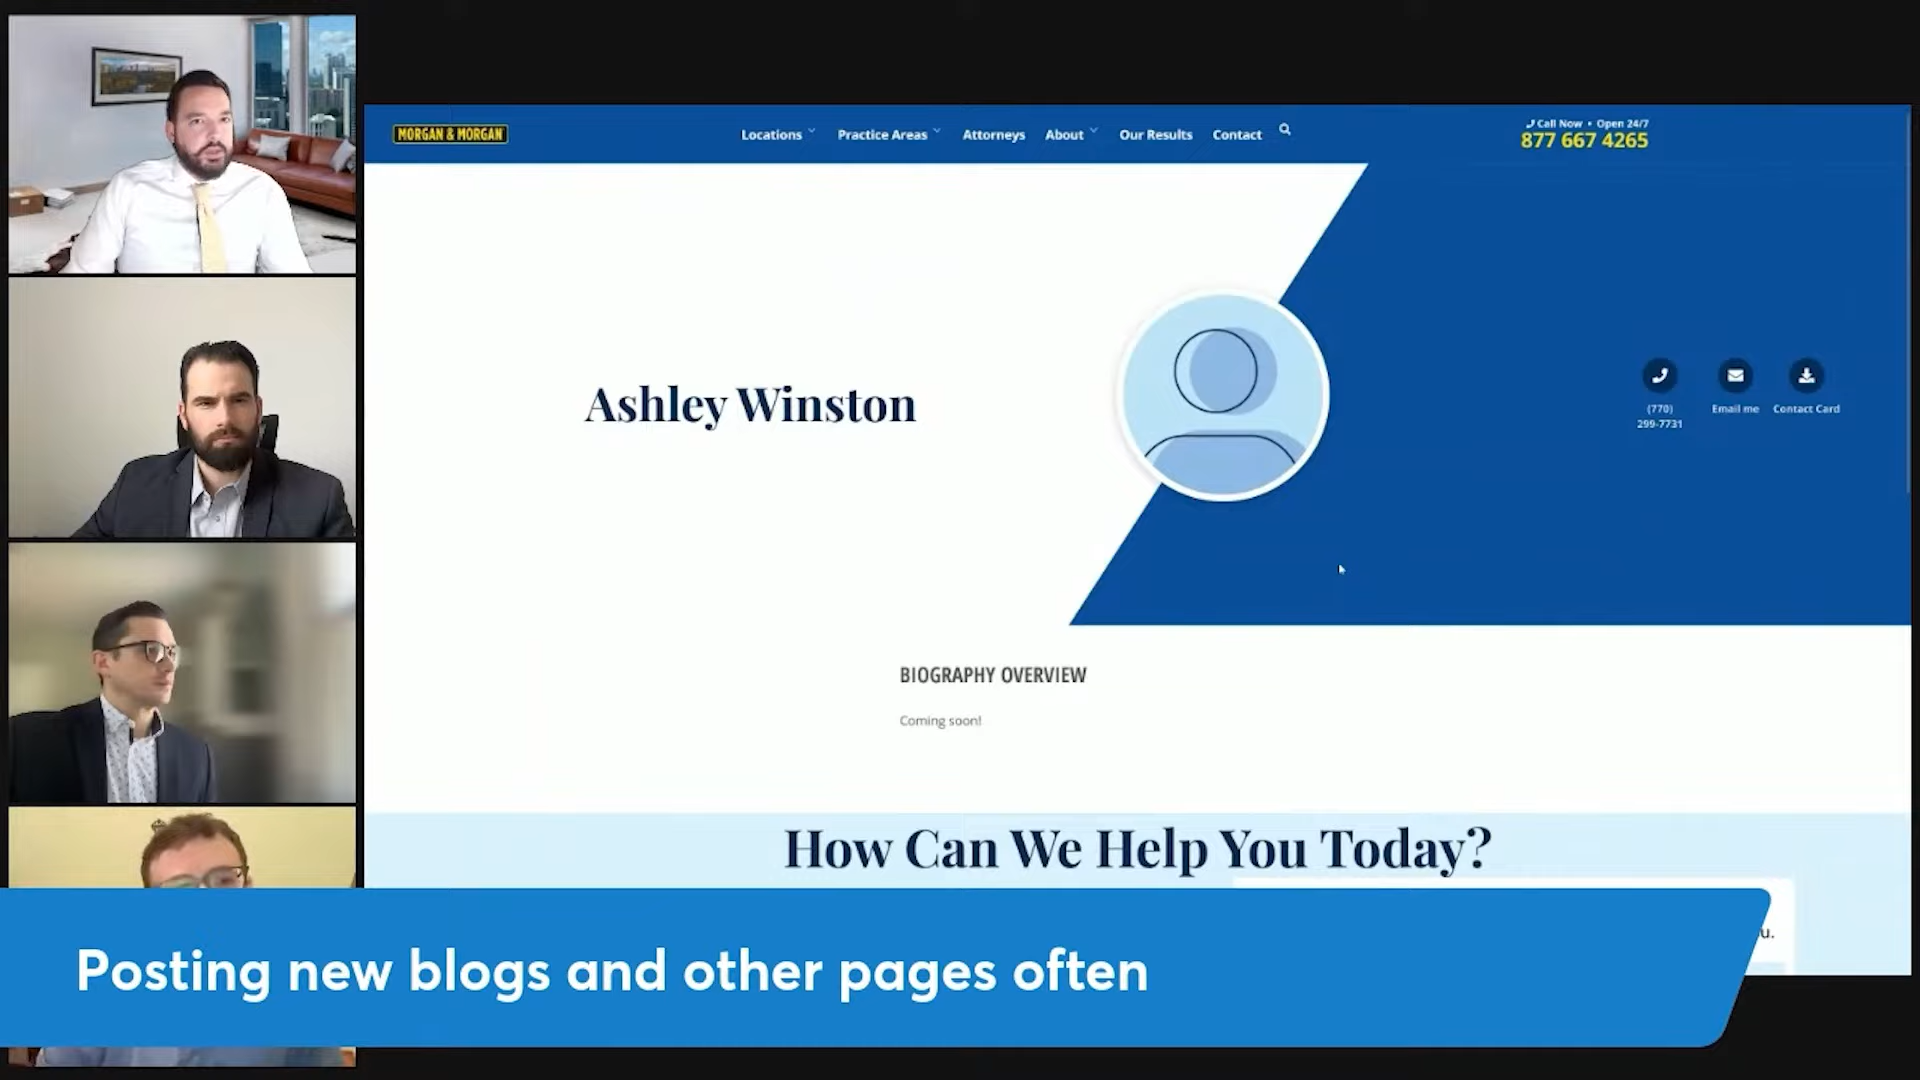 MORGAN & MORGAN
Locations
Practice Areas
Attorneys
About
Our Results
Contact
Call Now • Open 24/7
877 667 4265
Ashley Winston
(770)
299-7731
Email me
Contact Card
BIOGRAPHY OVERVIEW
Coming soon!
How Can We Help You Today?
u.
Posting new blogs and other pages often